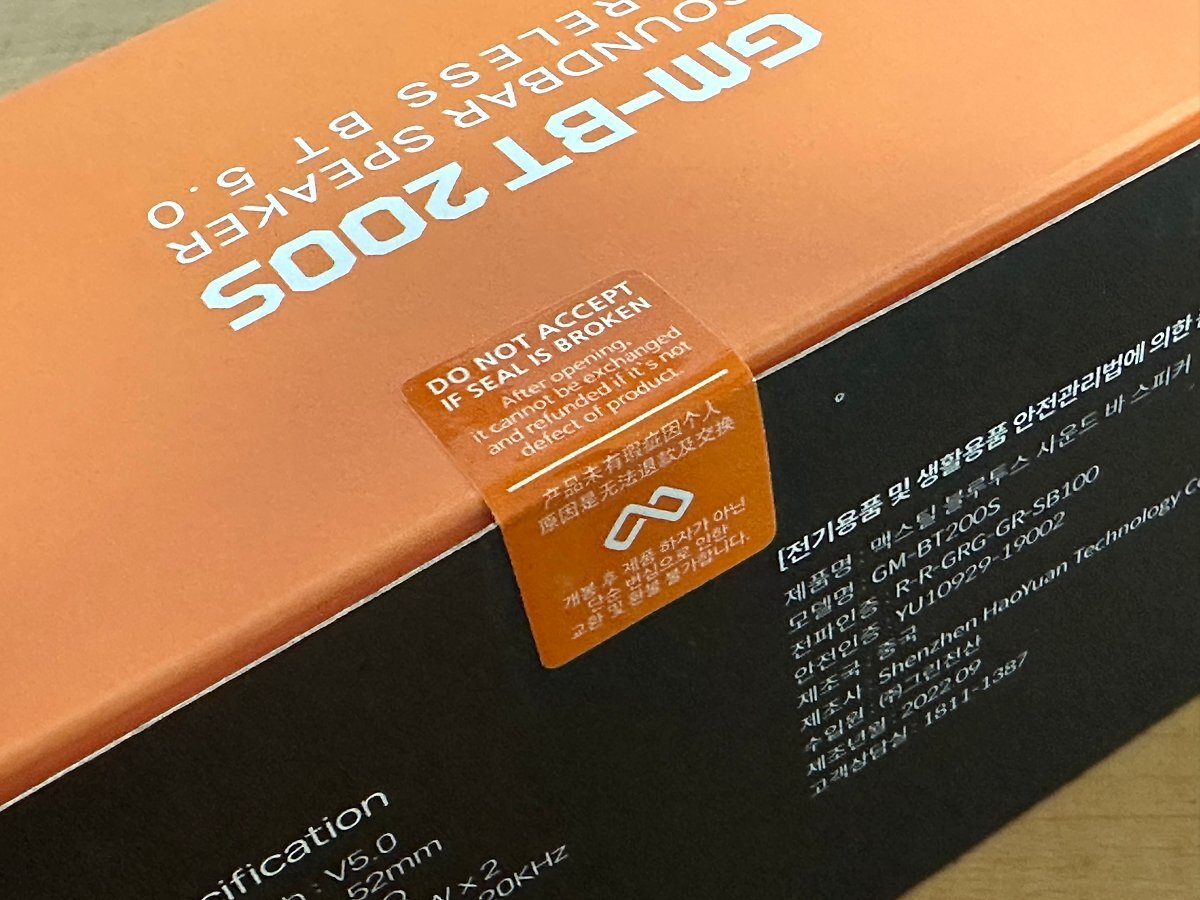 GM-BT200S
SOUNDBAR SPEAKER
RELESS BT 5.0
DO NOT ACCEPT
IF SEAL IS BROKEN
After opening,
it cannot be exchanged
and refunded if it's not
defect of product.
产品未有瑕疵因个人
原因是无法退款及交换
개봉 후 제품 하자가 아닌
단순 변심으로 인한
교환 및 환불 불가합니다.
[전기용품 및 생활용품 안전관리법에 의한
제품명 : 맥스틸 블루투스 사운드 바 스피커
모델명 : GM-BT200S
전파인증 : R-R-GRG-GR-SB100
안전인증 : YU10929-19002
제조국 : 중국
제조사 : Shenzhen HaoYuan Technology Co
수입원 : (주)그린전산
제조년월 : 2022.09
고객상담실 : 1811-1387
cification
h : V5.0
52mm
W x 2
20KHz